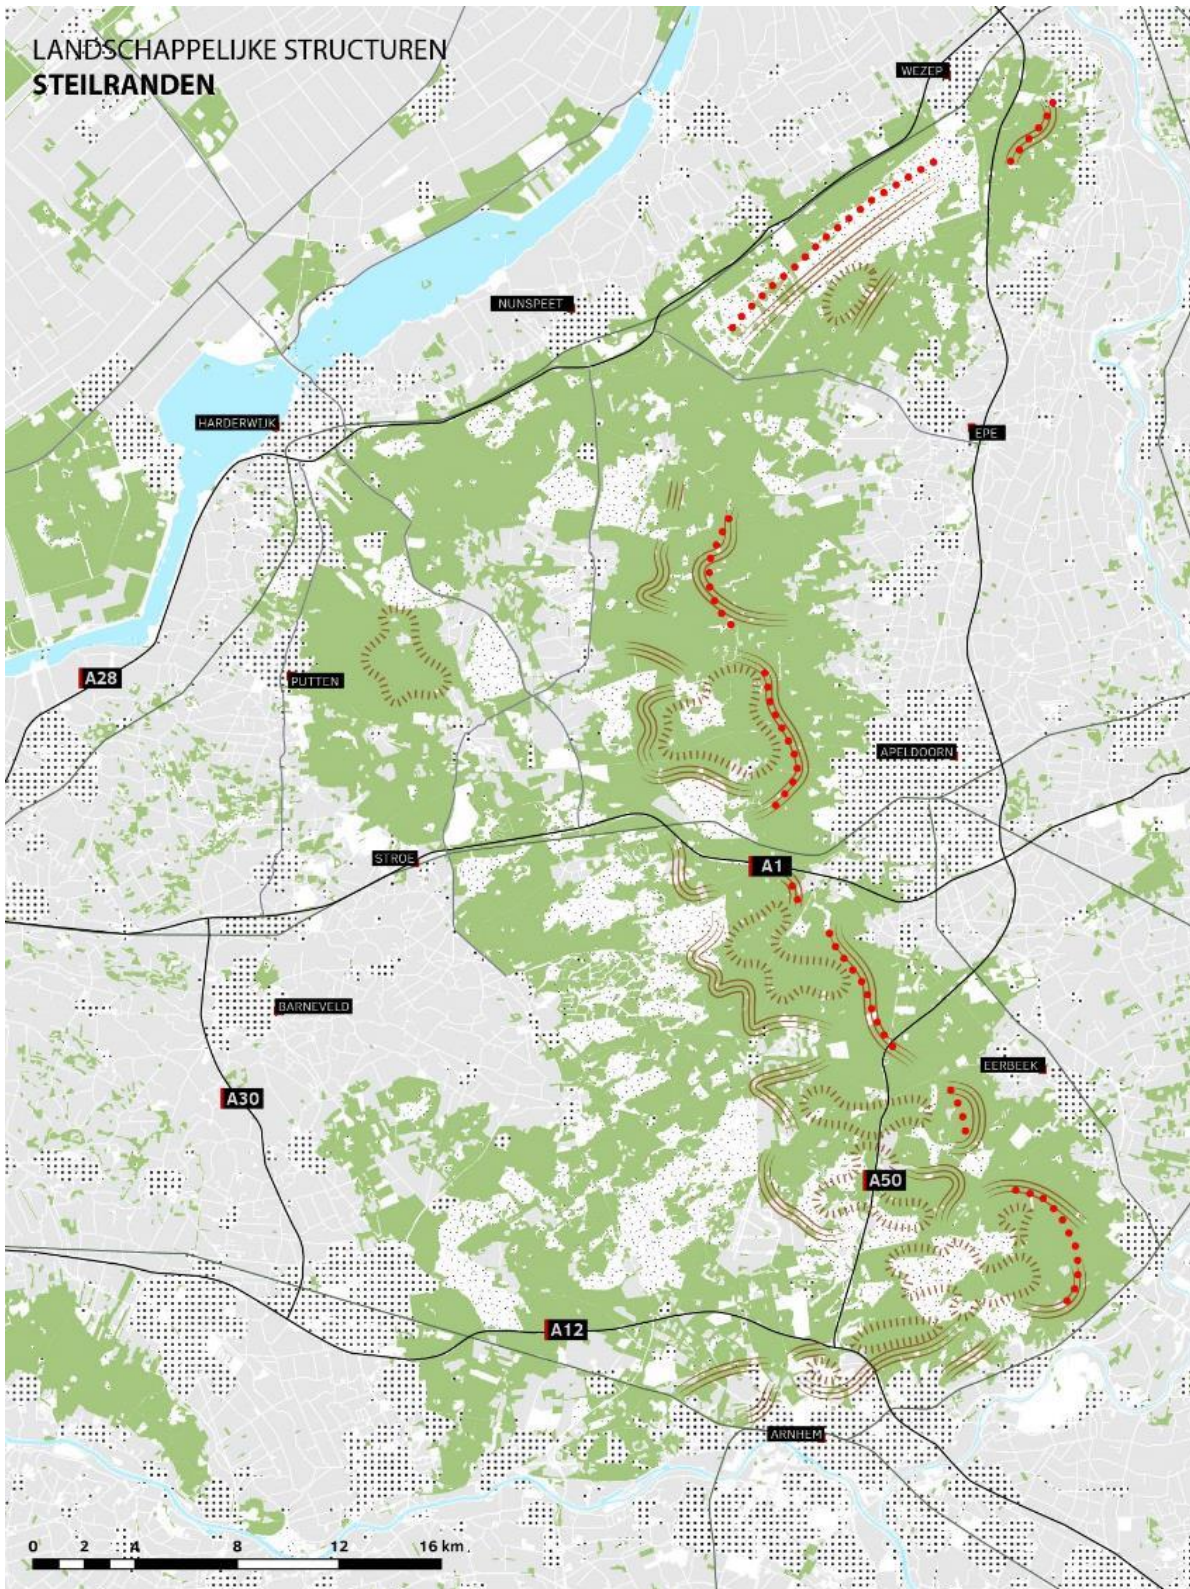 LANDSCHAPPELIJKE STRUCTUREN
STEILRANDEN
WEZEP
NUNSPEET
HARDERWIJK
EPE
A28
PUTTEN
APELDOORN
STROE
A1
BARNEVELD
EERBEEK
A30
A50
A12
ARNHEM
0 2 4 8 12 16 km